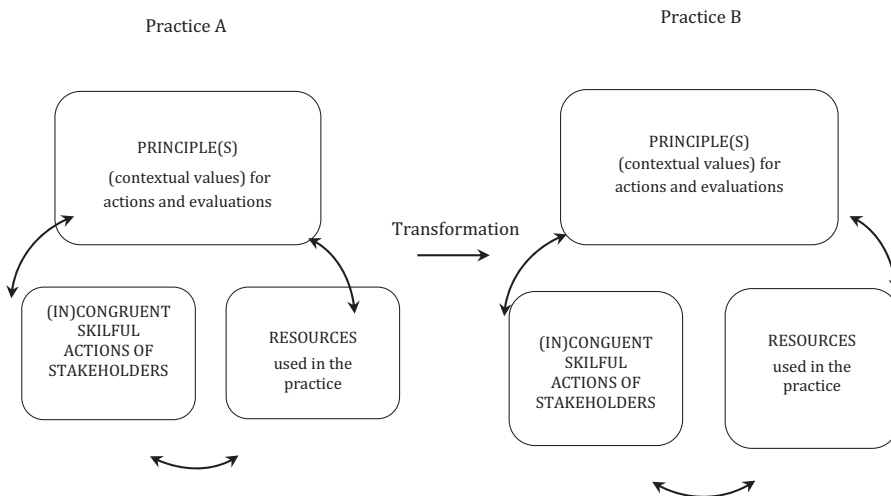 Practice A
PRINCIPLE(S)
(contextual values) for
actions and evaluations
(IN)CONGRUENT
SKILFUL
ACTIONS OF
STAKEHOLDERS
RESOURCES
used in the
practice
Transformation
Practice B
PRINCIPLE(S)
(contextual values) for
actions and evaluations
(IN)CONGUENT
SKILFUL
ACTIONS OF
STAKEHOLDERS
RESOURCES
used in the
practice